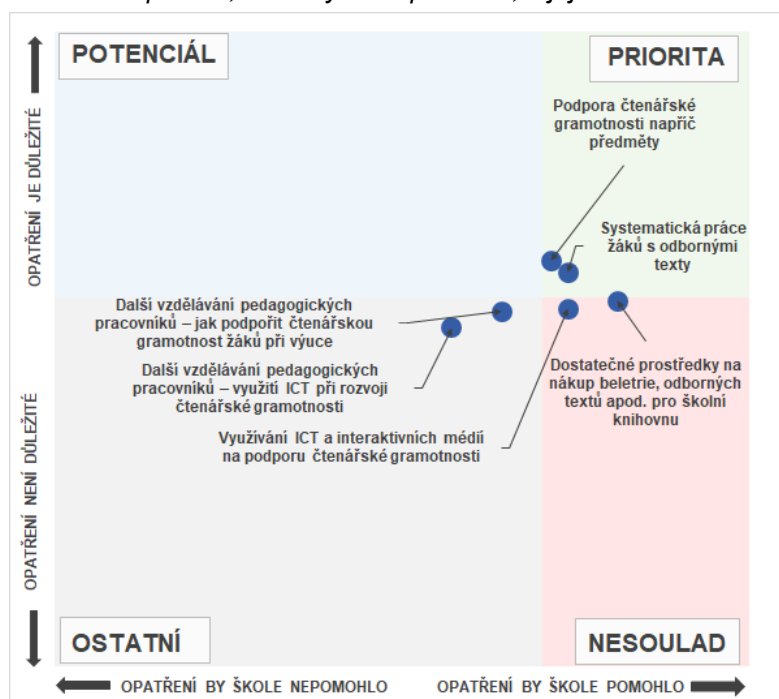 POTENCIÁL
PRIORITA
Podpora čtenářské
gramotnosti napříč
předměty
Systematická práce
žáků s odbornými
texty
OPATŘENÍ JE DŮLEŽITÉ
Další vzdělávání pedagogických
pracovníků – jak podpořit čtenářskou
gramotnost žáků při výuce
Další vzdělávání pedagogických
pracovníků – využití ICT při rozvoji
čtenářské gramotnosti
Dostatečné prostředky na
nákup beletrie, odborných
textů apod. pro školní
knihovnu
Využívání ICT a interaktivních médií
na podporu čtenářské gramotnosti
OPATŘENÍ NENÍ DŮLEŽITÉ
OSTATNÍ
NESOULAD
OPATŘENÍ BY ŠKOLE NEPOMOHLO
OPATŘENÍ BY ŠKOLE POMOHLO